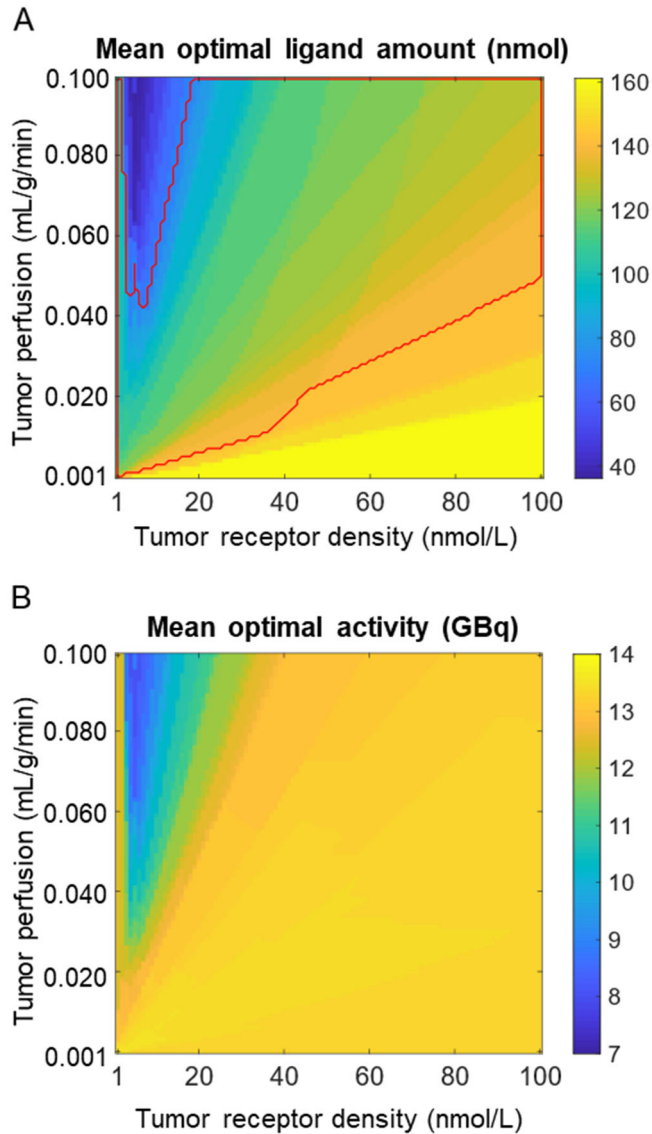 A
Mean optimal ligand amount (nmol)
Tumor perfusion (mL/g/min)
0.100
0.080
0.060
0.040
0.020
0.001
1 20 40 60 80 100
Tumor receptor density (nmol/L)
160
140
120
100
80
60
40
B
Mean optimal activity (GBq)
Tumor perfusion (mL/g/min)
0.100
0.080
0.060
0.040
0.020
0.001
1 20 40 60 80 100
Tumor receptor density (nmol/L)
14
13
12
11
10
9
8
7